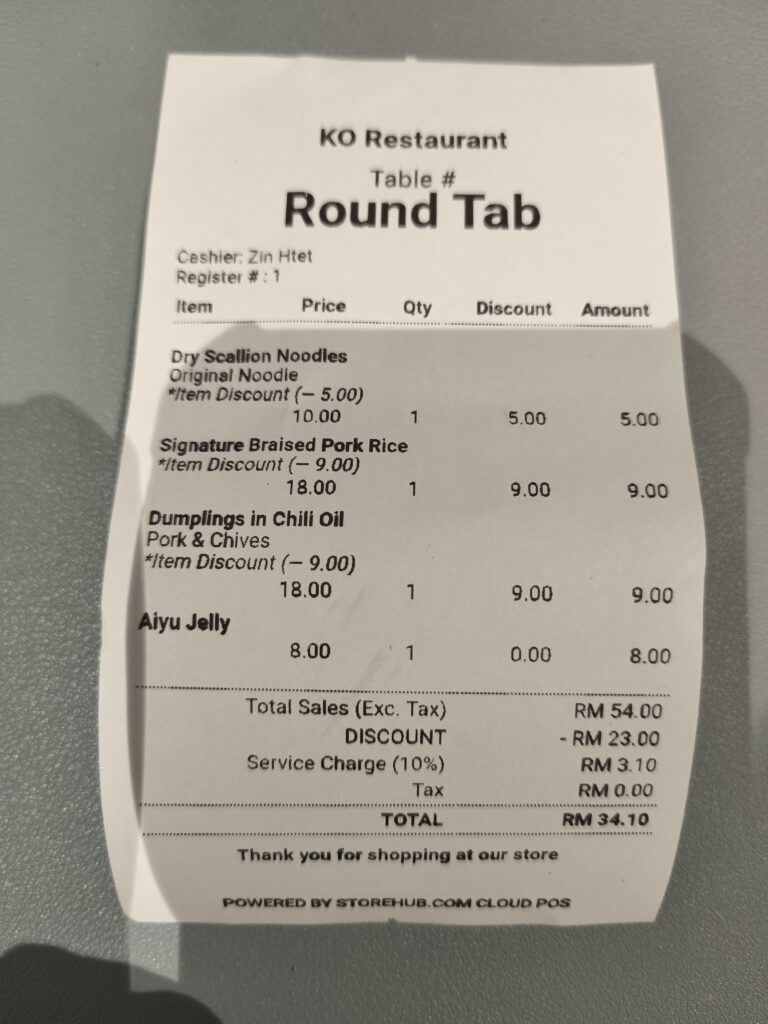 KO Restaurant
Table #
Round Tab
Cashier: Zin Htet
Register # : 1
Item Price Qty Discount Amount
Dry Scallion Noodles
Original Noodle
*Item Discount (– 5.00)
10.00 1 5.00 5.00
Signature Braised Pork Rice
*Item Discount (– 9.00)
18.00 1 9.00 9.00
Dumplings in Chili Oil
Pork & Chives
*Item Discount (– 9.00)
18.00 1 9.00 9.00
Aiyu Jelly
8.00 1 0.00 8.00
Total Sales (Exc. Tax) RM 54.00
DISCOUNT - RM 23.00
Service Charge (10%) RM 3.10
Tax RM 0.00
TOTAL RM 34.10
Thank you for shopping at our store
POWERED BY STOREHUB.COM CLOUD POS